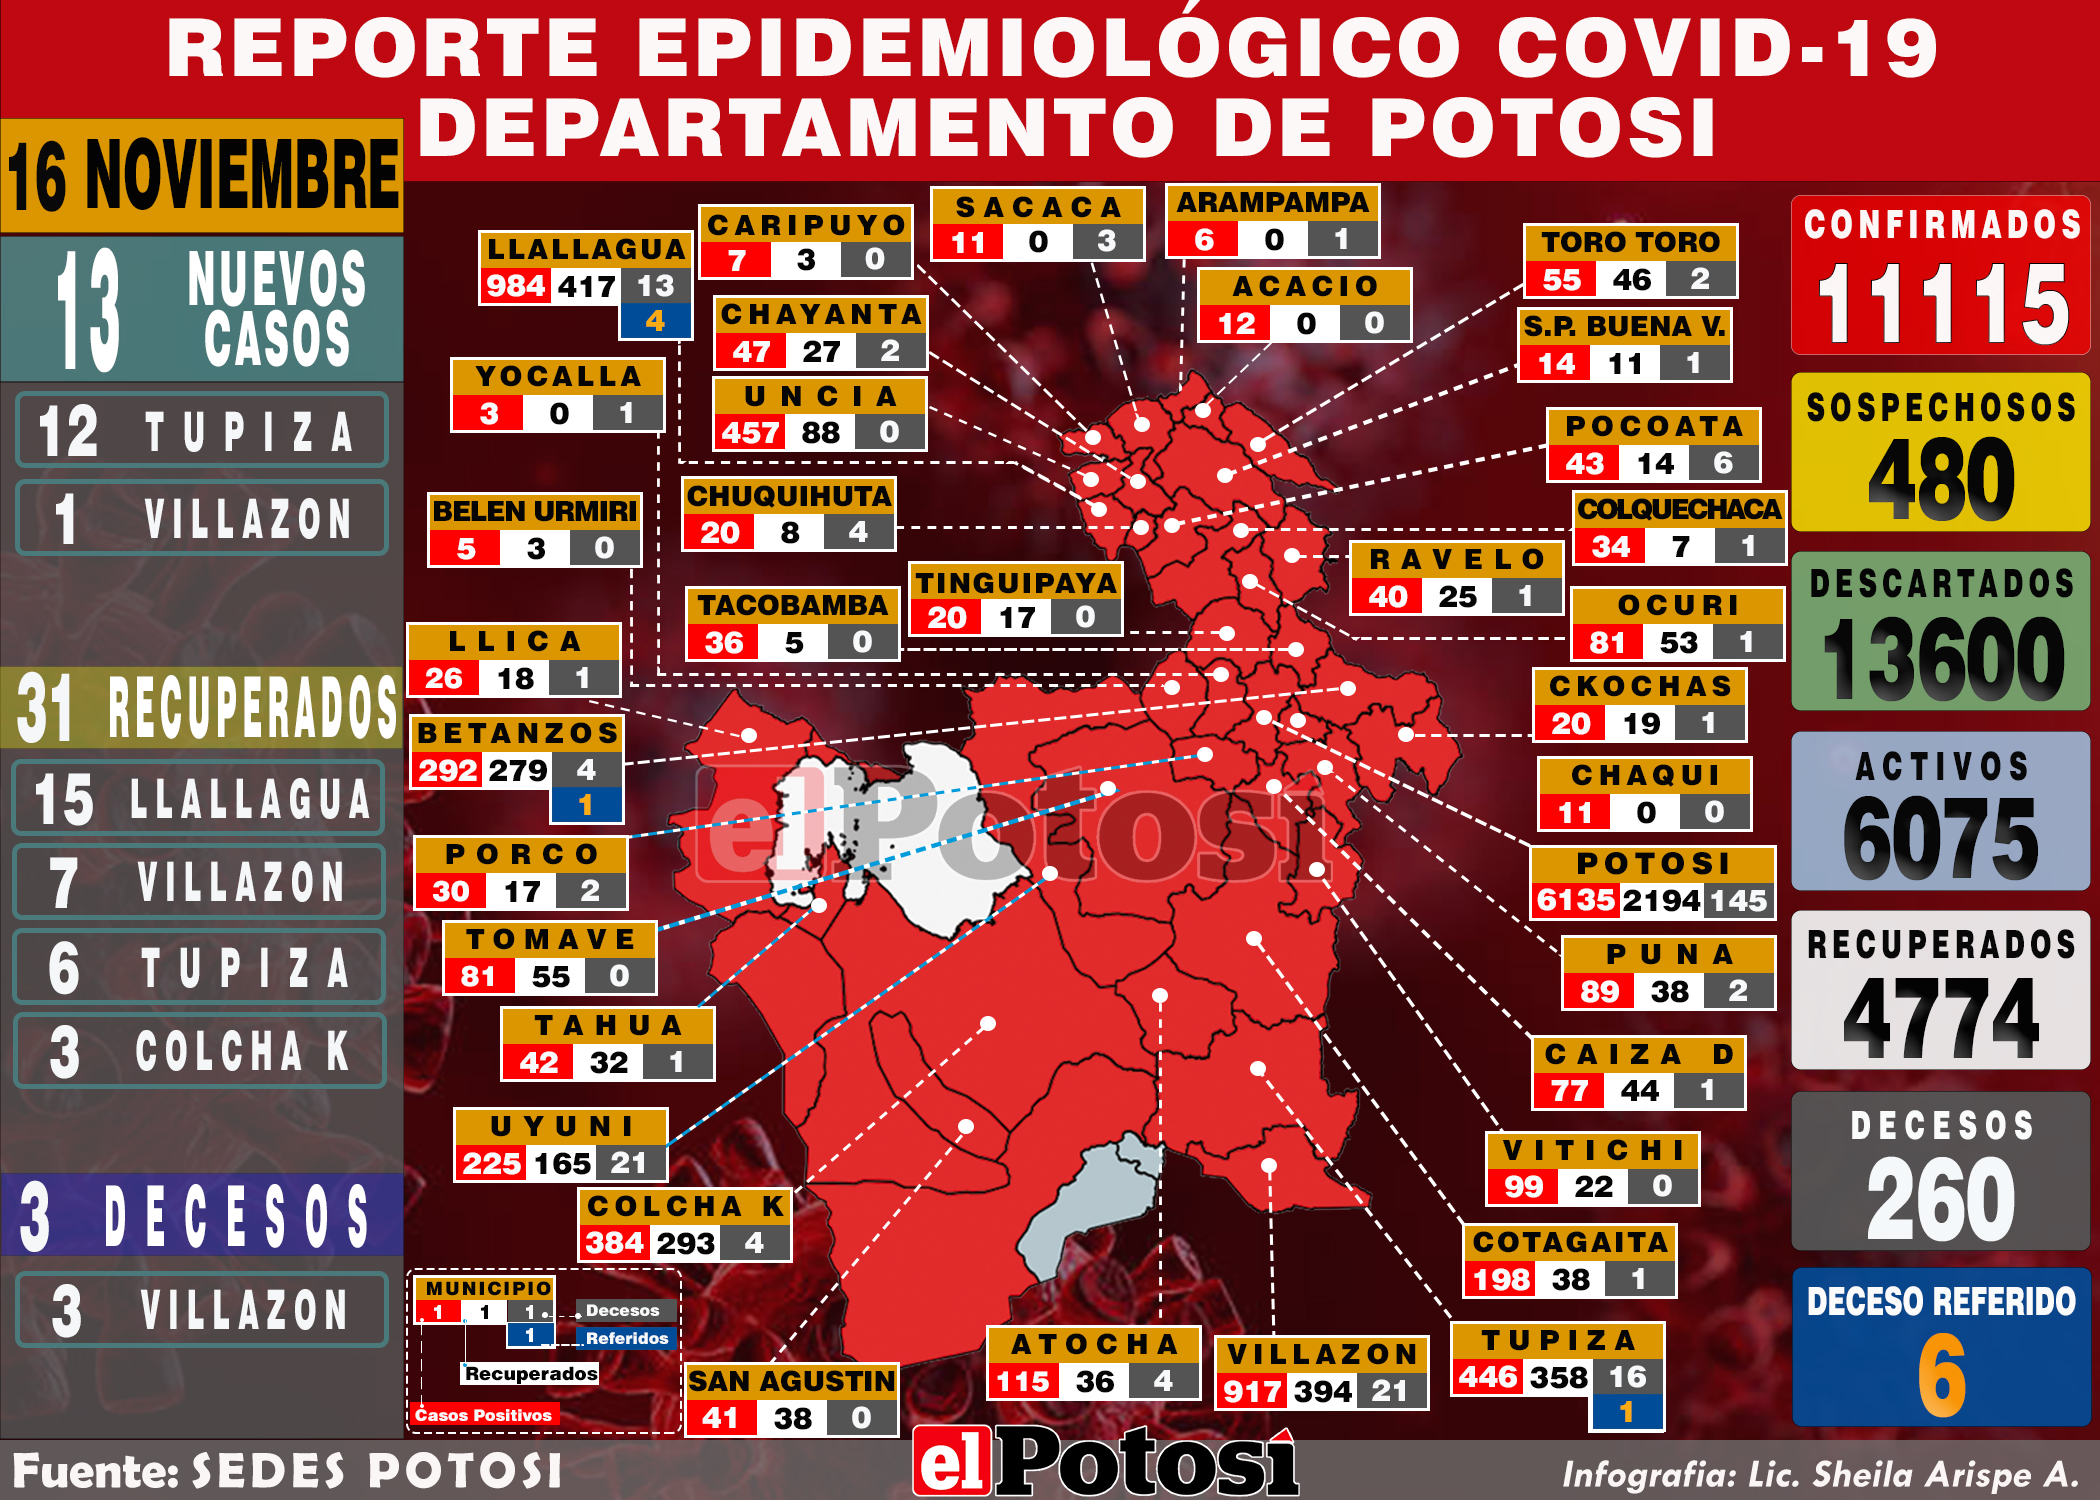 REPORTE EPIDEMIOLÓGICO COVID-19
DEPARTAMENTO DE POTOSI
16 NOVIEMBRE
13 NUEVOS CASOS
12 TUPIZA
1 VILLAZON
31 RECUPERADOS
15 LLALLAGUA
7 VILLAZON
6 TUPIZA
3 COLCHA K
3 DECESOS
3 VILLAZON
LLALLAGUA
984 417 13
4
CARIPUYO
7 3 0
SACACA
11 0 3
ARAMPAMPA
6 0 1
ACACIO
12 0 0
TORO TORO
55 46 2
S.P. BUENA V.
14 11 1
CHAYANTA
47 27 2
YOCALLA
3 0 1
UNCIA
457 88 0
POCOATA
43 14 6
BELEN URMIRI
5 3 0
CHUQUIHUTA
20 8 4
COLQUECHACA
34 7 1
RAVELO
40 25 1
TINGUIPAYA
20 17 0
TACOBAMBA
36 5 0
OCURI
81 53 1
LLICA
26 18 1
CKOCHAS
20 19 1
BETANZOS
292 279 4
1
CHAQUI
11 0 0
PORCO
30 17 2
POTOSI
6135 2194 145
TOMAVE
81 55 0
PUNA
89 38 2
TAHUA
42 32 1
CAIZA D
77 44 1
UYUNI
225 165 21
VITICHI
99 22 0
COLCHA K
384 293 4
COTAGAITA
198 38 1
SAN AGUSTIN
41 38 0
ATOCHA
115 36 4
VILLAZON
917 394 21
TUPIZA
446 358 16
1
el Potosí
MUNICIPIO
1 1 1
1
Decesos
Referidos
Recuperados
Casos Positivos
CONFIRMADOS
11115
SOSPECHOSOS
480
DESCARTADOS
13600
ACTIVOS
6075
RECUPERADOS
4774
DECESOS
260
DECESO REFERIDO
6
Fuente: SEDES POTOSI
el Potosí
Infografia: Lic. Sheila Arispe A.